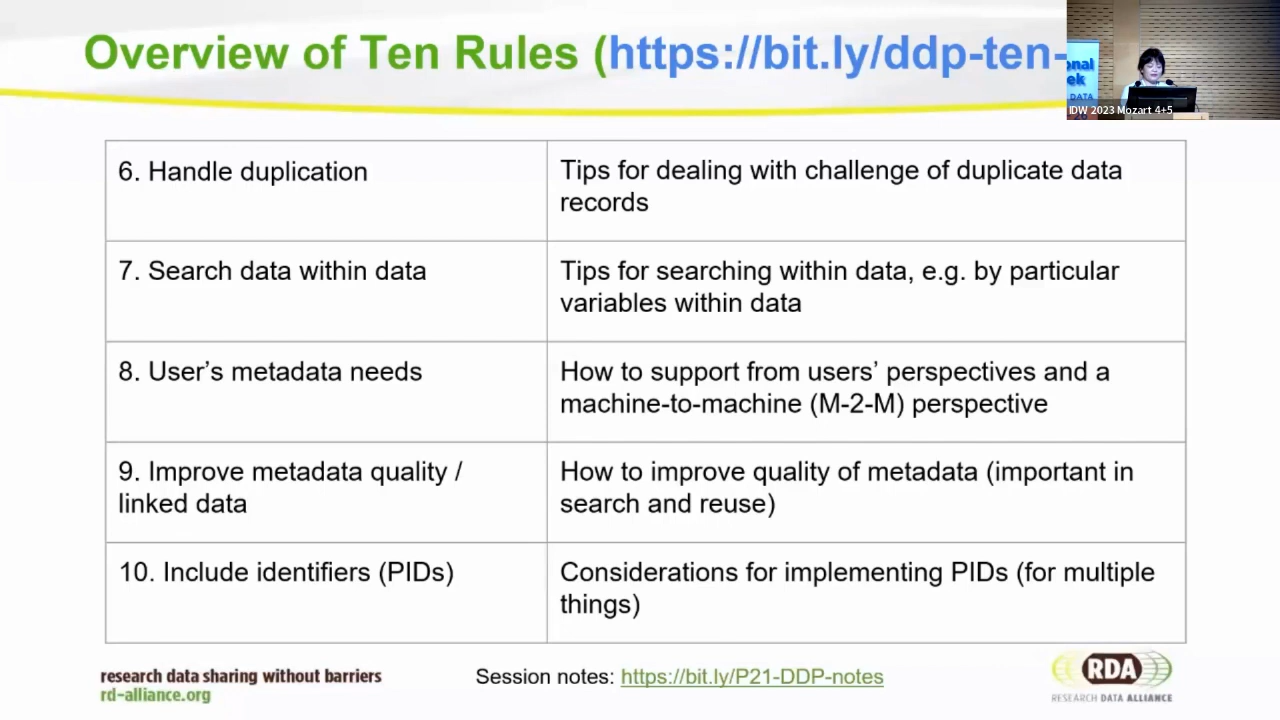 Overview of Ten Rules (https://bit.ly/ddp-ten-
onal
ek
DATA
IDW 2023 Mozart 4+5
6. Handle duplication
Tips for dealing with challenge of duplicate data
records
7. Search data within data
Tips for searching within data, e.g. by particular
variables within data
8. User’s metadata needs
How to support from users’ perspectives and a
machine-to-machine (M-2-M) perspective
9. Improve metadata quality /
linked data
How to improve quality of metadata (important in
search and reuse)
10. Include identifiers (PIDs)
Considerations for implementing PIDs (for multiple
things)
research data sharing without barriers
rd-alliance.org
Session notes: https://bit.ly/P21-DDP-notes
RDA
RESEARCH DATA ALLIANCE